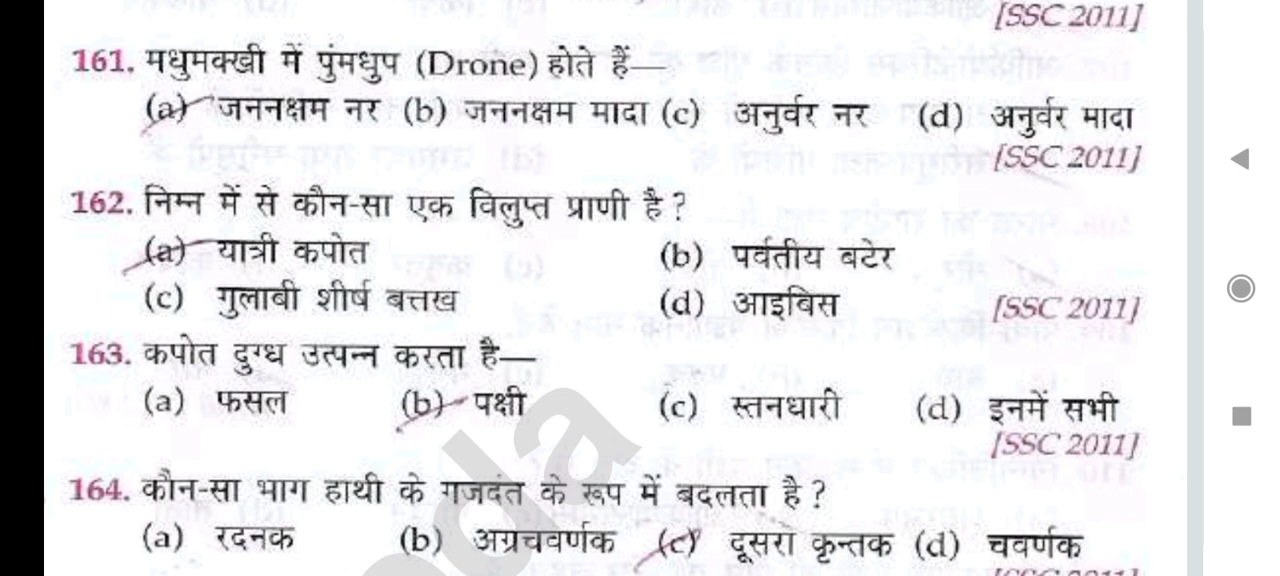 [SSC 2011]
161. मधुमक्खी में पुंमधुप (Drone) होते हैं—
(a) जननक्षम नर (b) जननक्षम मादा (c) अनुर्वर नर (d) अनुर्वर मादा
[SSC 2011]
162. निम्न में से कौन-सा एक विलुप्त प्राणी है ?
(a) यात्री कपोत (b) पर्वतीय बटेर
(c) गुलाबी शीर्ष बत्तख (d) आइबिस [SSC 2011]
163. कपोत दुग्ध उत्पन्न करता है—
(a) फसल (b) पक्षी (c) स्तनधारी (d) इनमें सभी
[SSC 2011]
164. कौन-सा भाग हाथी के गजदंत के रूप में बदलता है ?
(a) रदनक (b) अग्रचवर्णक (c) दूसरा कृन्तक (d) चवर्णक